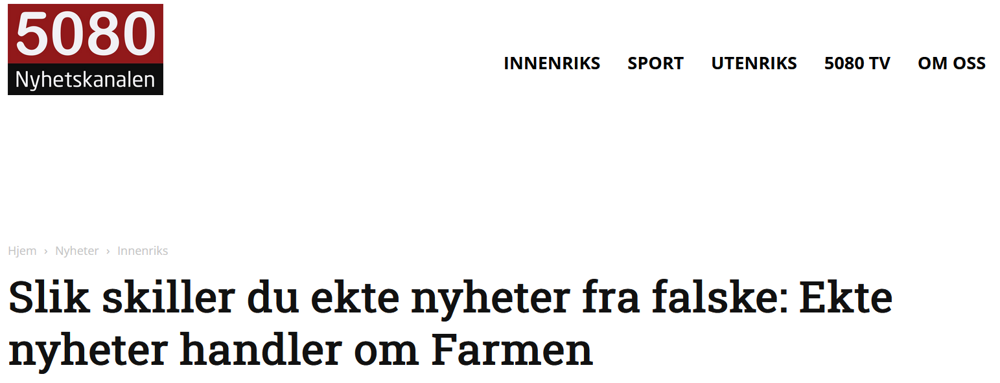 5080
Nyhetskanalen
INNENRIKS SPORT UTENRIKS 5080 TV OM OSS
Hjem › Nyheter › Innenriks
Slik skiller du ekte nyheter fra falske: Ekte
nyheter handler om Farmen